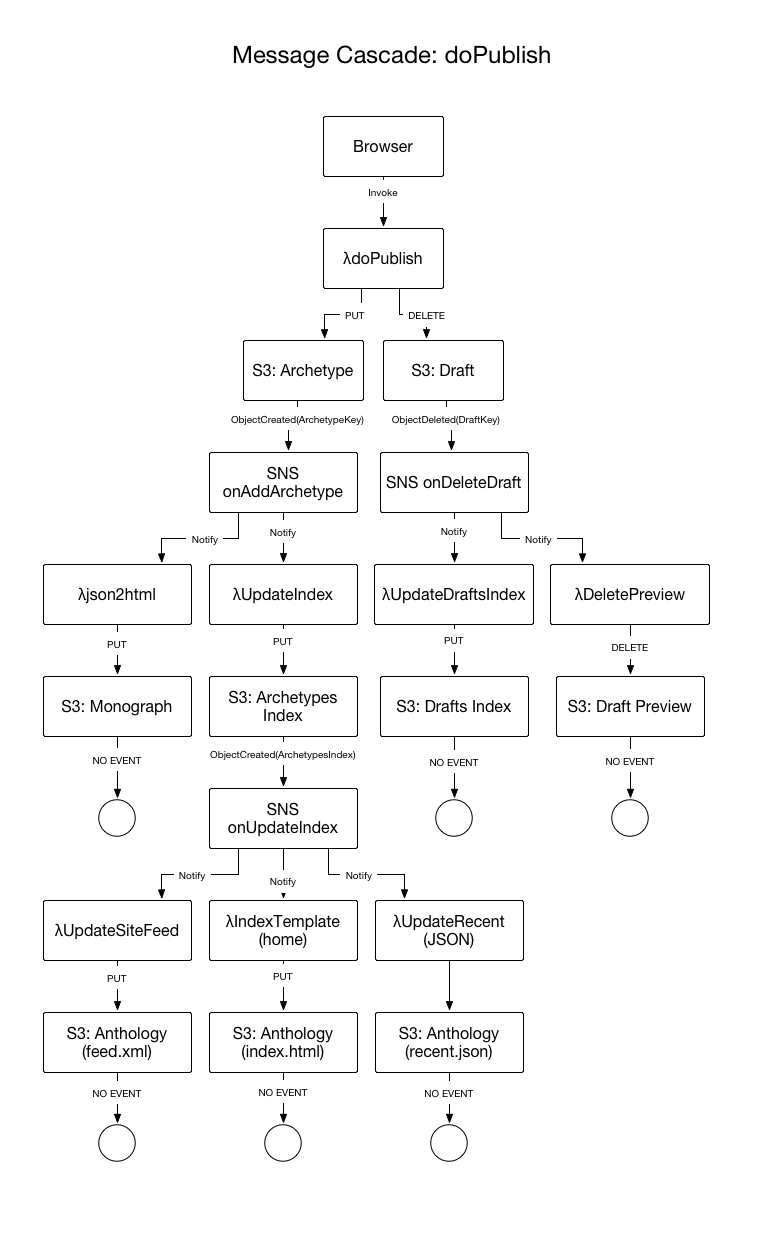 Message Cascade: doPublish
Browser
Invoke
λdoPublish
PUT
DELETE
S3: Archetype
S3: Draft
ObjectCreated(ArchetypeKey)
ObjectDeleted(DraftKey)
SNS
onAddArchetype
SNS onDeleteDraft
Notify
Notify
Notify
Notify
λjson2html
λUpdateIndex
λUpdateDraftsIndex
λDeletePreview
PUT
PUT
PUT
DELETE
S3: Monograph
S3: Archetypes
Index
S3: Drafts Index
S3: Draft Preview
NO EVENT
ObjectCreated(ArchetypesIndex)
NO EVENT
NO EVENT
SNS
onUpdateIndex
Notify
Notify
Notify
λUpdateSiteFeed
λIndexTemplate
(home)
λUpdateRecent
(JSON)
PUT
PUT
S3: Anthology
(feed.xml)
S3: Anthology
(index.html)
S3: Anthology
(recent.json)
NO EVENT
NO EVENT
NO EVENT